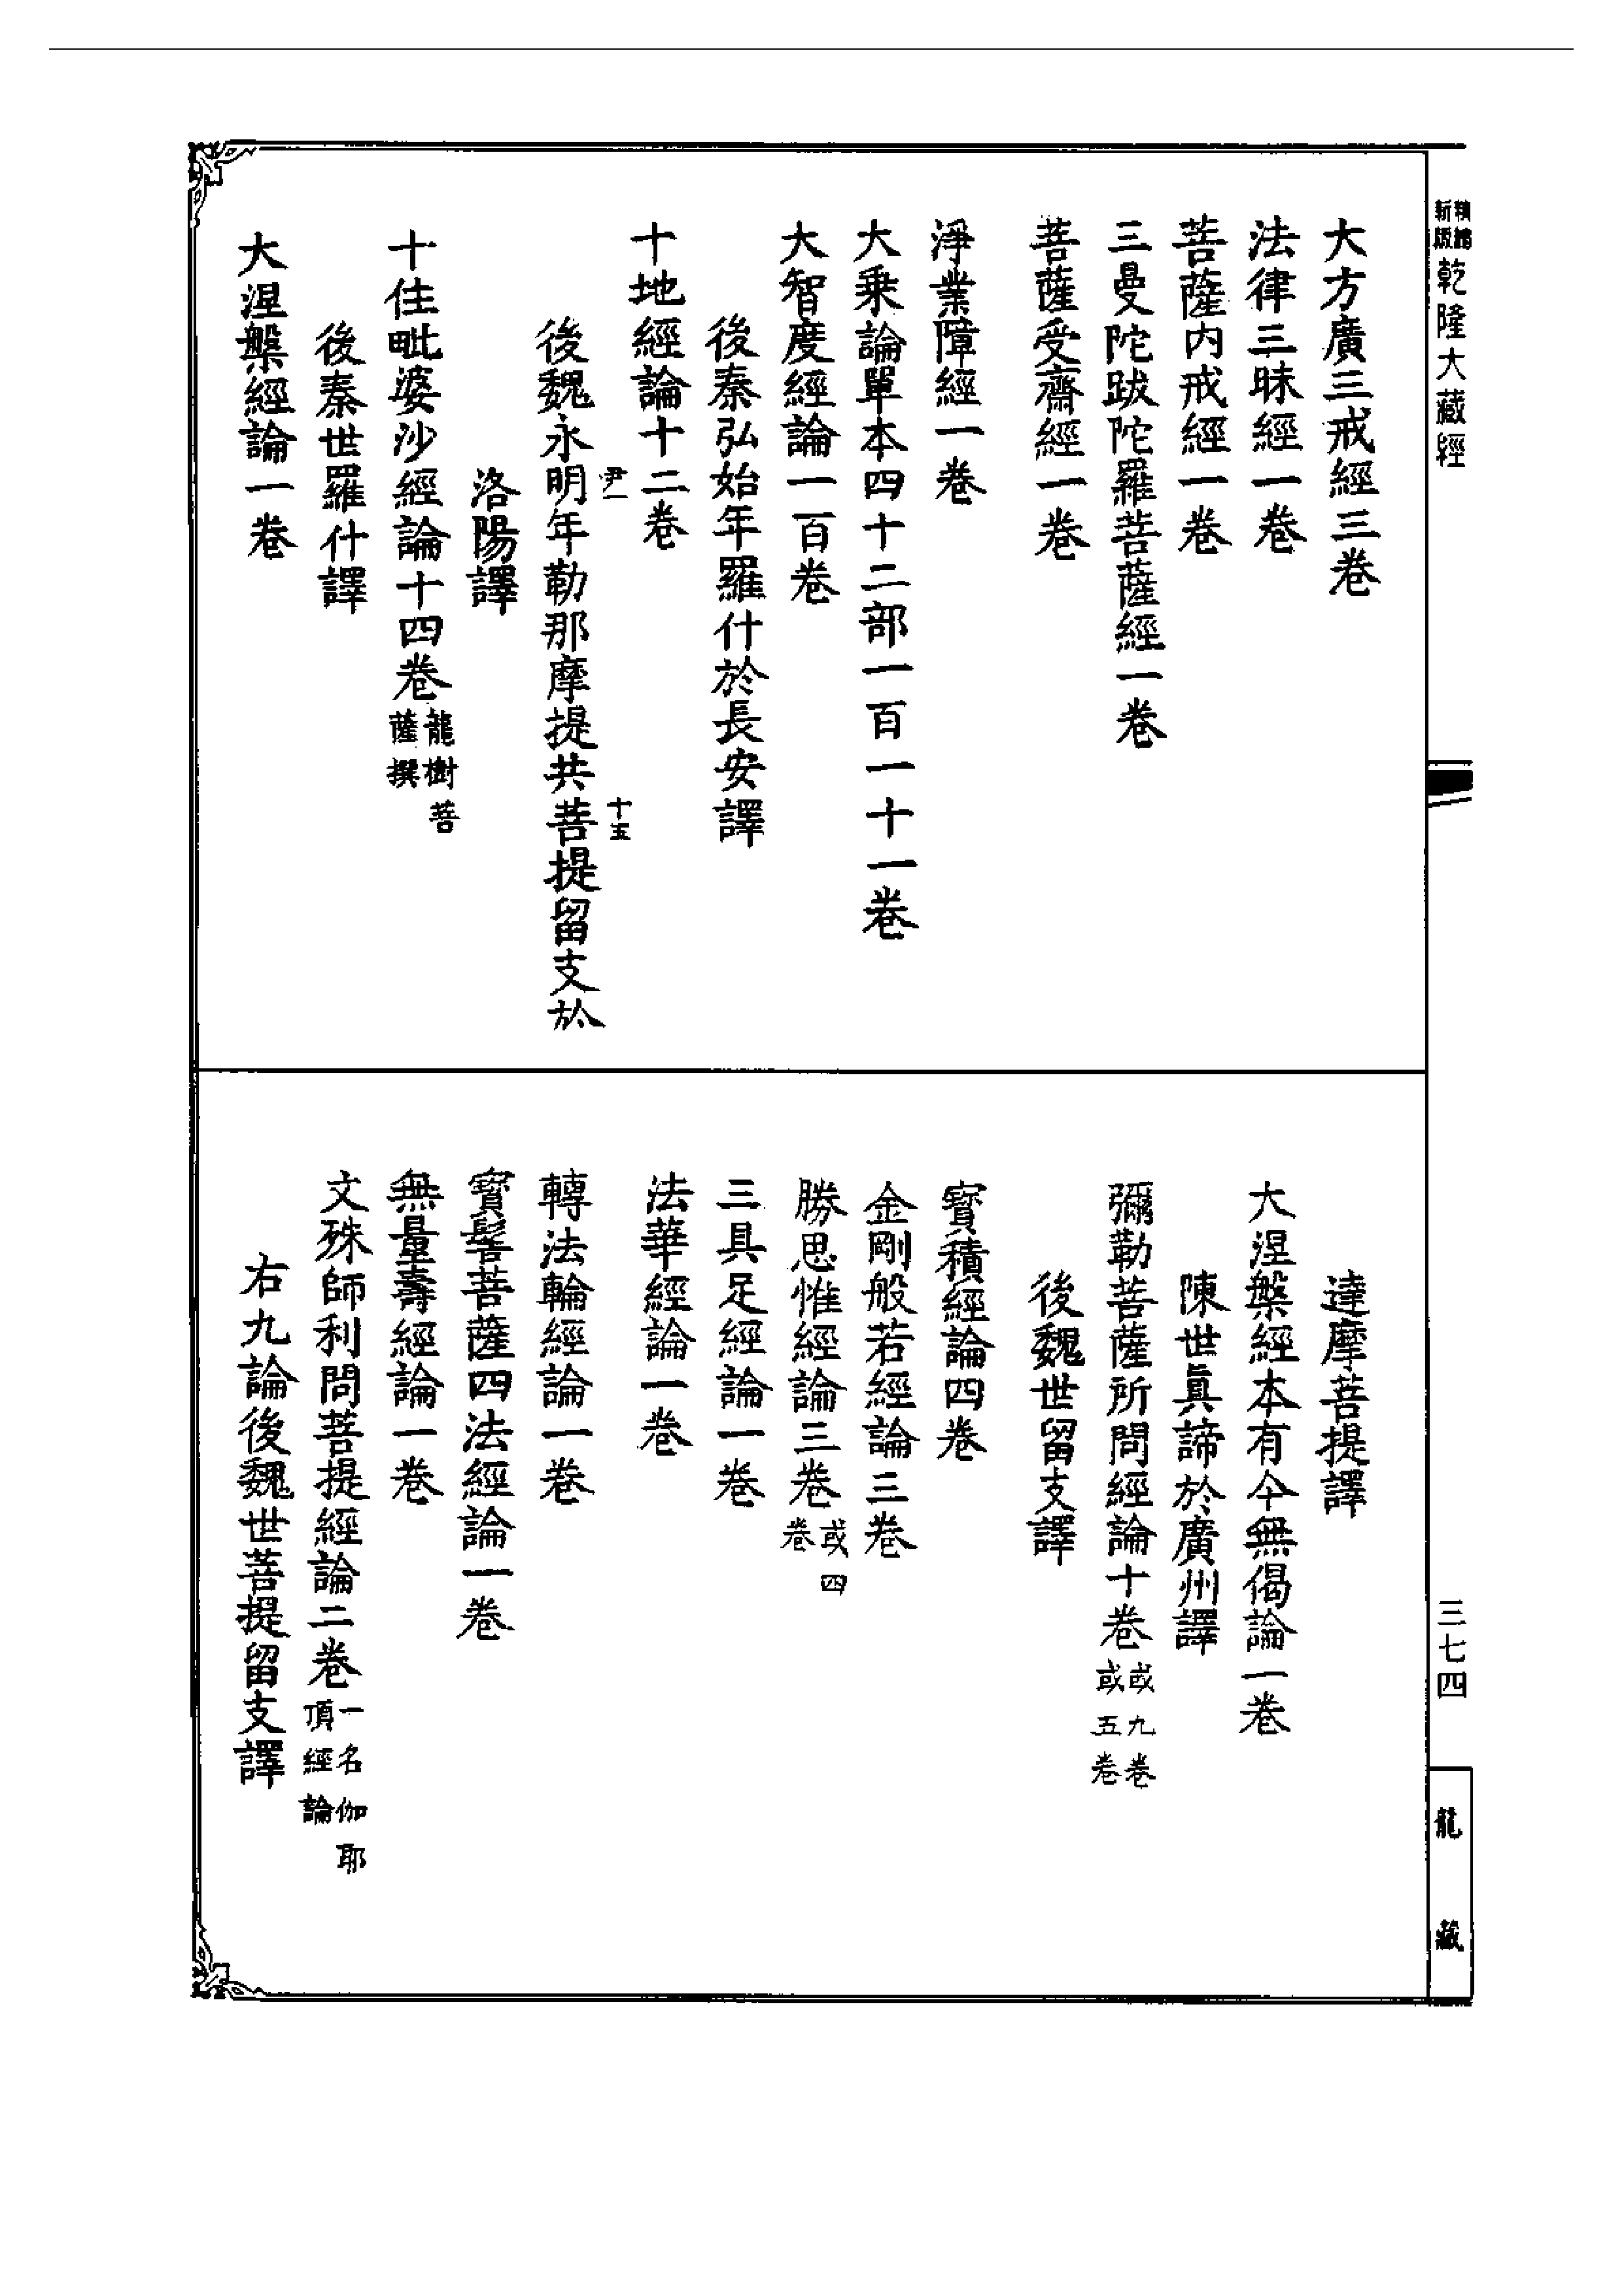 大方廣三戒經三卷
法律三昧經一卷
菩薩内戒經一卷
三曼陀跋陀羅菩薩經一卷
菩薩受齋經一卷
淨業障經一卷
大乗論單本四十二部一百一十一卷
大智度經論一百卷
後秦弘始年羅什於長安譯
十地經論十二卷
尹一
十五
後魏永明年勒那摩提共菩提留支於
洛陽譯
十住毗婆沙經論十四卷龍樹菩薩撰
後秦世羅什譯
大涅槃經論一卷
達摩菩提譯
大涅槃經本有今無偈論一卷
陳世眞諦於廣州譯
彌勒菩薩所問經論十卷或九卷或五卷
後魏世留支譯
寳積經論四卷
金剛般若經論三卷
勝思惟經論三卷或四卷
三具足經論一卷
法華經論一卷
轉法輪經論一卷
寳髻菩薩四法經論一卷
無量壽經論一卷
文殊師利問菩提經論二卷一名伽耶頂經論
右九論後魏世菩提留支譯
新版
乾隆大藏經
三七四
龍藏